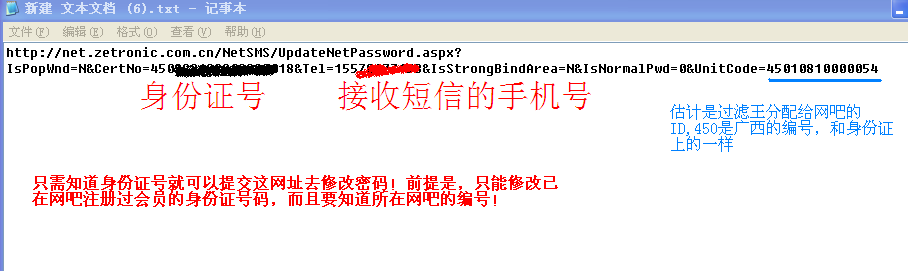 新建 文本文档 (6).txt - 记事本
文件(F) 编辑(E) 格式(O) 查看(V) 帮助(H)
http://net.zetronic.com.cn/NetSMS/UpdateNetPassword.aspx?
IsPopWnd=N&CertNo=450 018&Tel=1557 &IsStrongBindArea=N&IsNormalPwd=0&UnitCode=45010810000054
身份证号 接收短信的手机号
估计是过滤王分配给网吧的
ID,450是广西的编号，和身份证
上的一样
只需知道身份证号就可以提交这网址去修改密码！前提是，只能修改已
在网吧注册过会员的身份证号码，而且要知道所在网吧的编号！